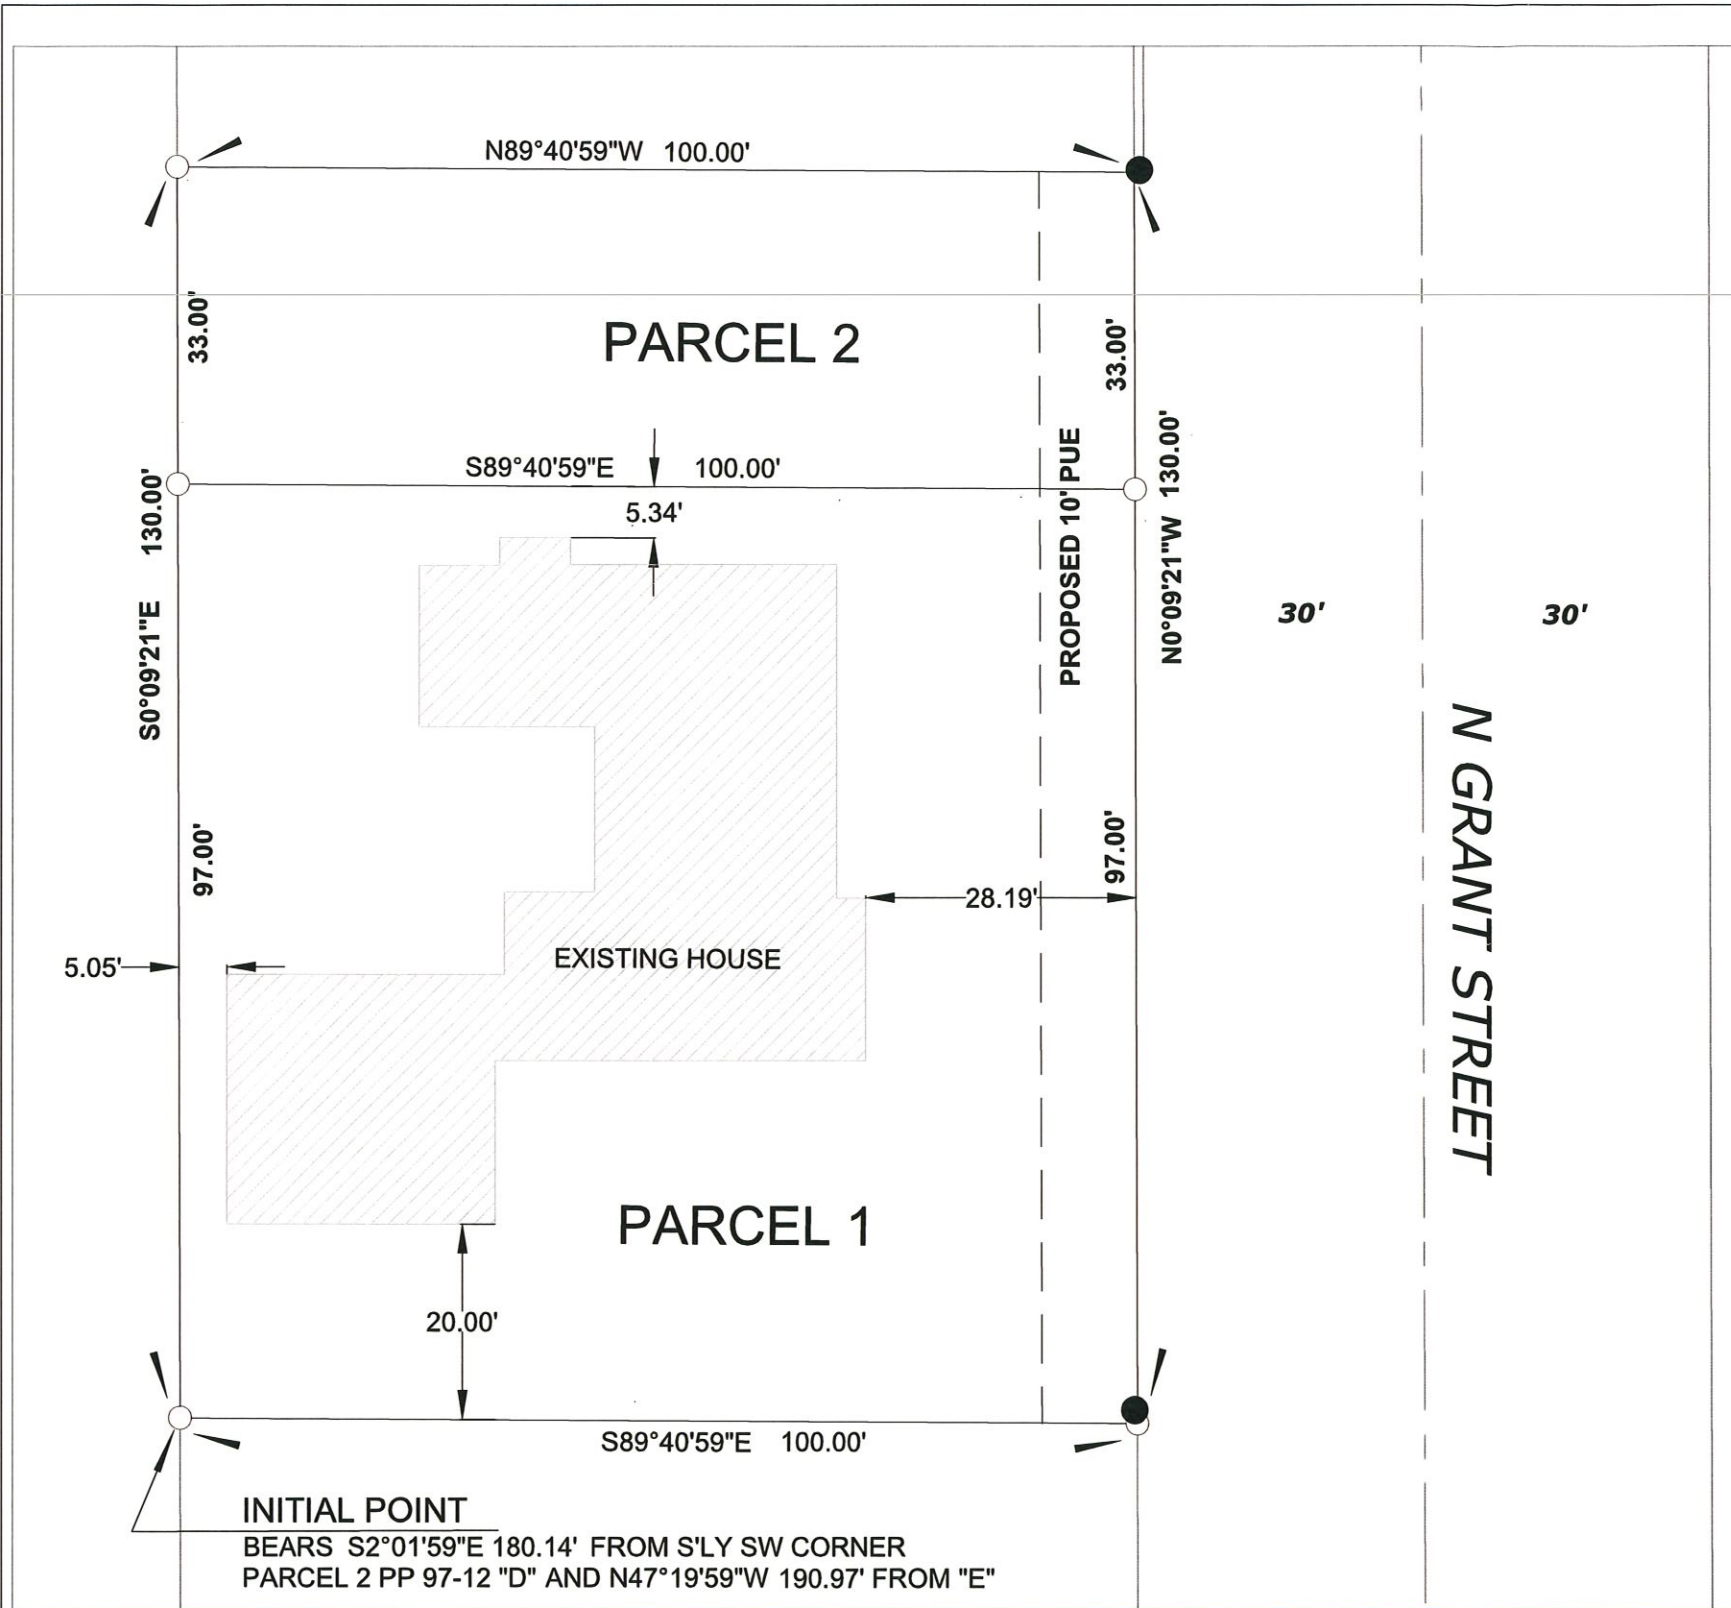 N89°40'59"W 100.00'
33.00'
PARCEL 2
33.00'
S89°40'59"E 100.00'
5.34'
S0°09'21"E 130.00'
PROPOSED 10' PUE
N0°09'21"W 130.00'
30'
30'
N GRANT STREET
97.00'
97.00'
28.19'
5.05'
EXISTING HOUSE
PARCEL 1
20.00'
S89°40'59"E 100.00'
INITIAL POINT
BEARS S2°01'59"E 180.14' FROM S'LY SW CORNER
PARCEL 2 PP 97-12 "D" AND N47°19'59"W 190.97' FROM "E"